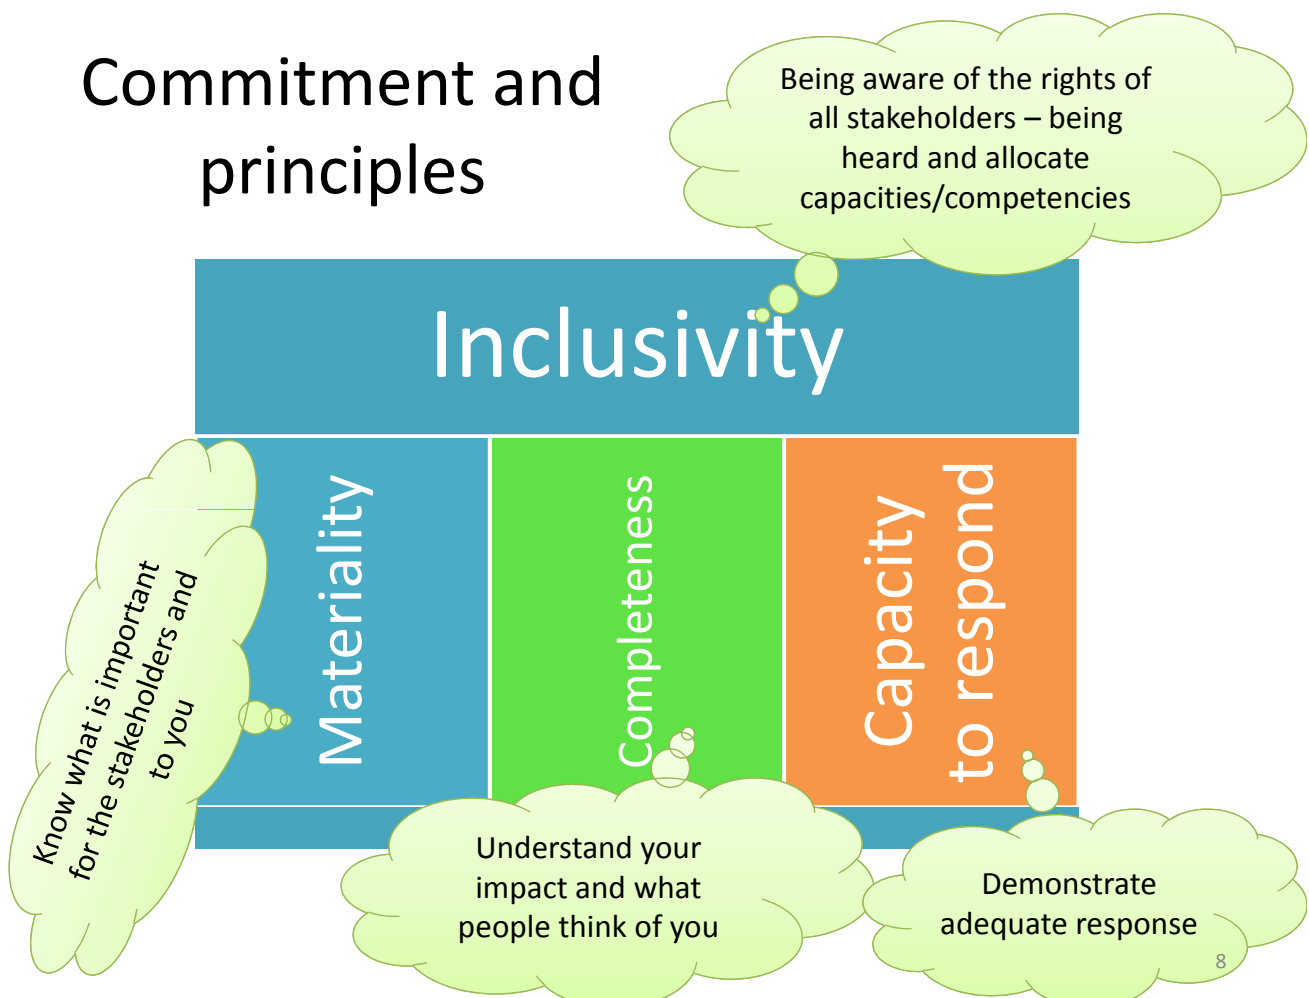 Commitment and
principles
Being aware of the rights of
all stakeholders – being
heard and allocate
capacities/competencies
Inclusivity
Materiality
Completeness
Capacity
to respond
Know what is important
for the stakeholders and
to you
Understand your
impact and what
people think of you
Demonstrate
adequate response
8